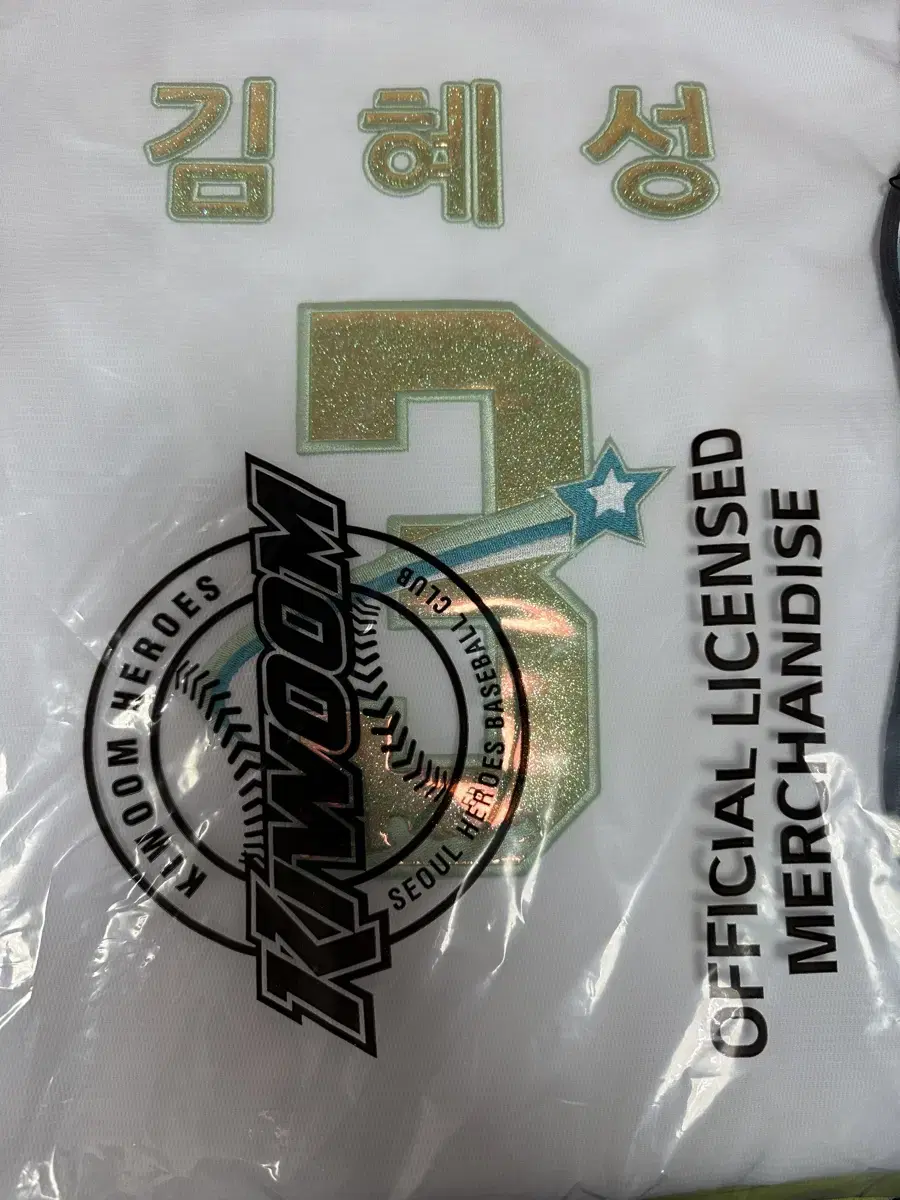 김혜성
3
KIWOOM HEROES
KIWOOM
SEOUL HEROES BASEBALL CLUB
OFFICIAL LICENSED
MERCHANDISE